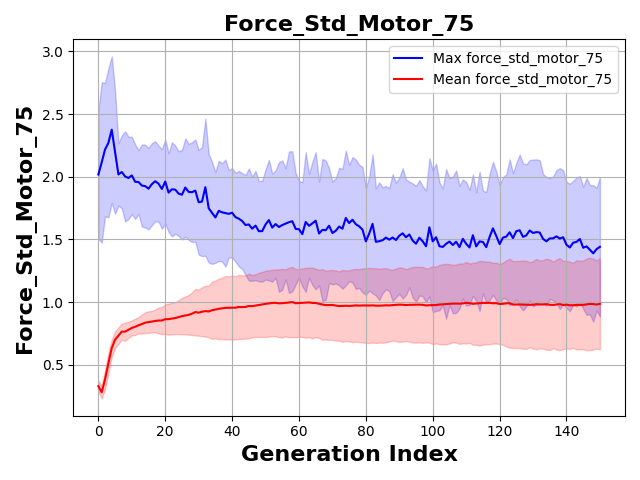 Force_Std_Motor_75
Max force_std_motor_75
Mean force_std_motor_75
Force_Std_Motor_75
3.0
2.5
2.0
1.5
1.0
0.5
0 20 40 60 80 100 120 140
Generation Index